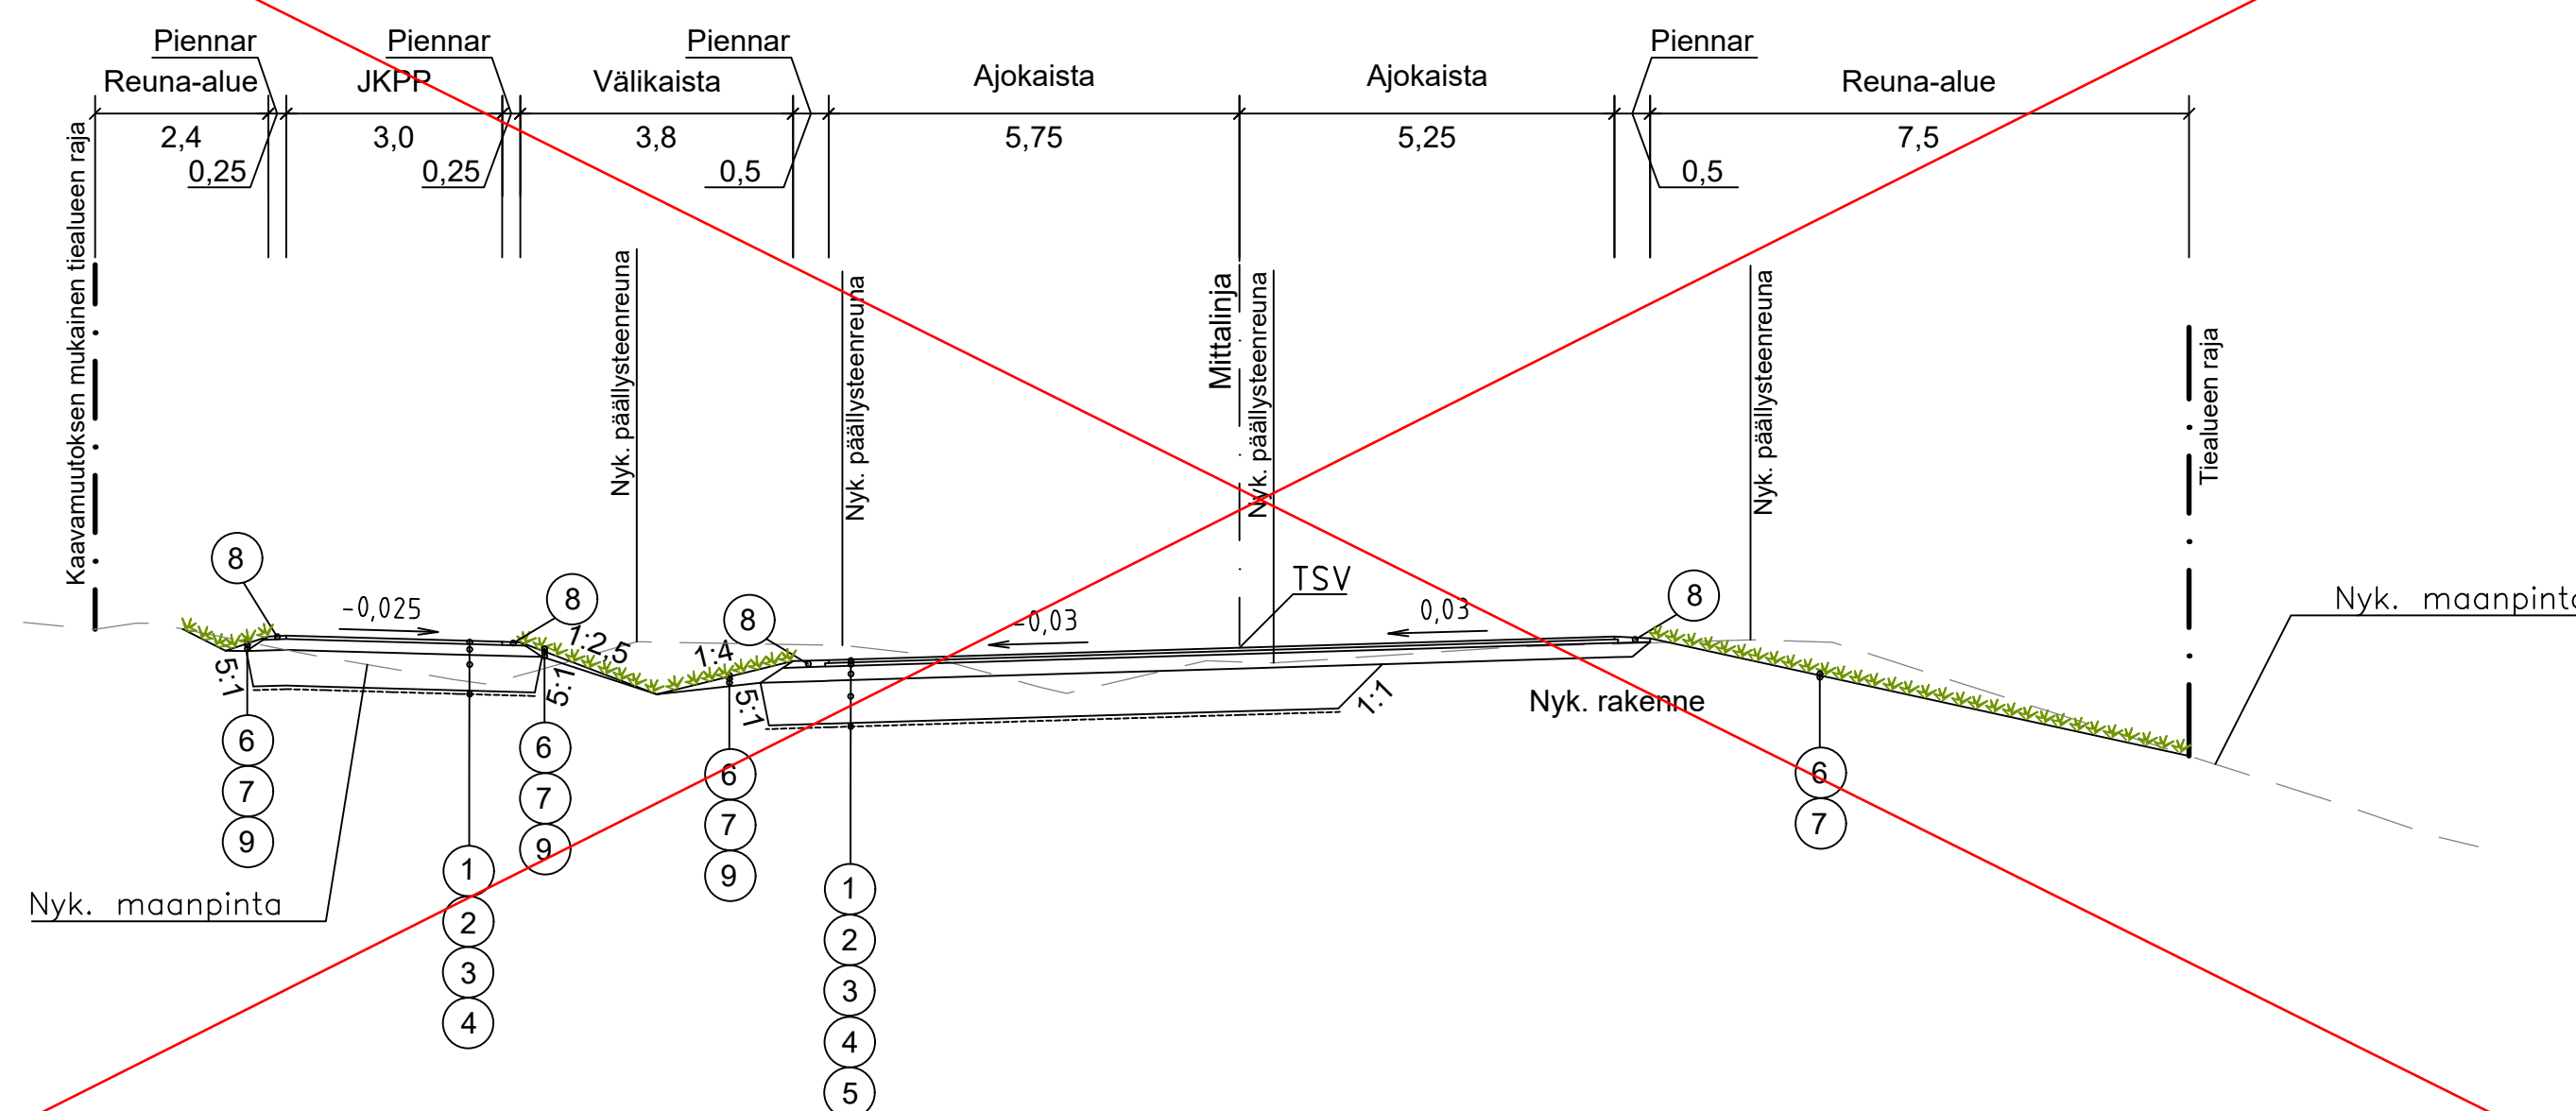 Piennar
Piennar
Piennar
Piennar
Reuna-alue
JKPP
Välikaista
Ajokaista
Ajokaista
Reuna-alue
2,4
3,0
3,8
5,75
5,25
7,5
0,25
0,25
0,5
0,5
Kaavamuutoksen mukainen tiealueen raja
Nyk. päällysteenreuna
Nyk. päällysteenreuna
Mittalinja
Nyk. päällysteenreuna
Nyk. päällysteenreuna
Tiealueen raja
8
-0,025
8
1:2,5
8
1:4
-0,03
TSV
0,03
8
Nyk. maanpinta
5:1
5:1
5:1
1:1
Nyk. rakenne
6
7
9
6
7
9
6
7
9
6
7
Nyk. maanpinta
1
2
3
4
1
2
3
4
5